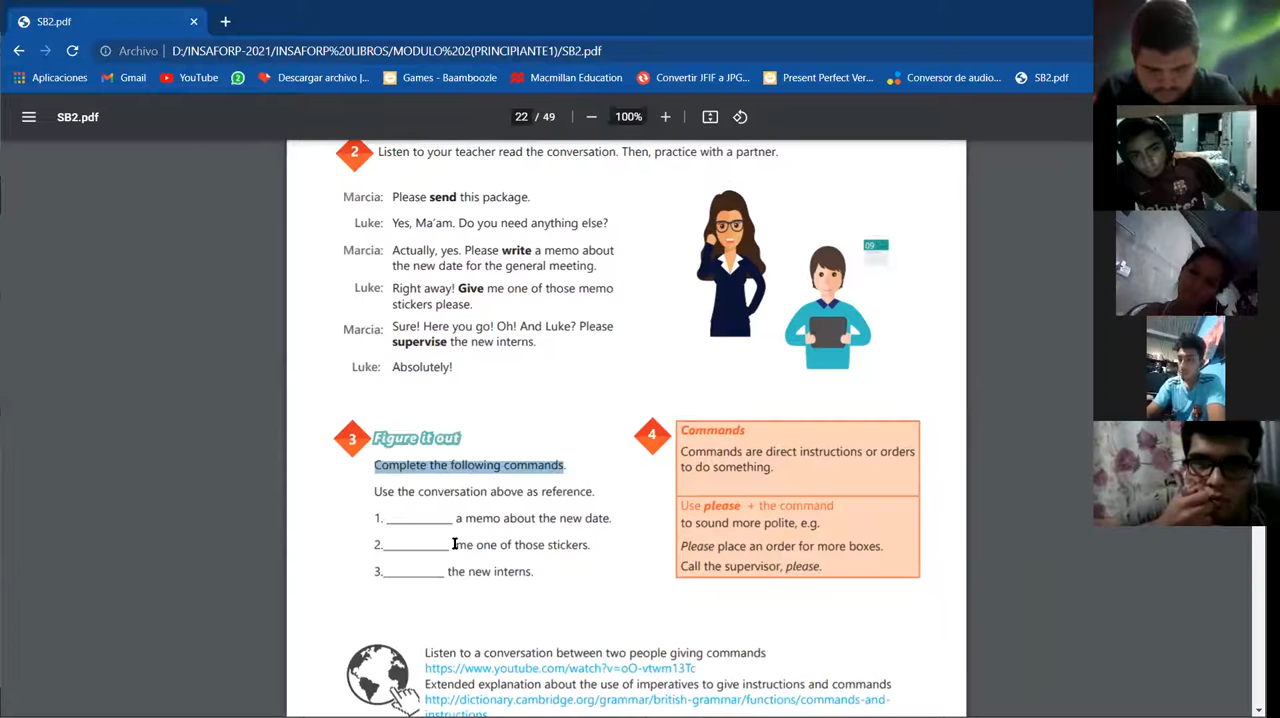 SB2.pdf
Archivo | D:/INSAFORP-2021/INSAFORP%20LIBROS/MODULO%202(PRINCIPIANTE1)/SB2.pdf
Aplicaciones Gmail YouTube Descargar archivo |... Games - Baamboozle Macmillan Education Convertir JFIF a JPG... Present Perfect Ver... Conversor de audio... SB2.pdf
SB2.pdf 22 / 49 100%
2 Listen to your teacher read the conversation. Then, practice with a partner.
Marcia: Please send this package.
Luke: Yes, Ma'am. Do you need anything else?
Marcia: Actually, yes. Please write a memo about
the new date for the general meeting.
Luke: Right away! Give me one of those memo
stickers please.
Marcia: Sure! Here you go! Oh! And Luke? Please
supervise the new interns.
Luke: Absolutely!
09
3 Figure it out
Complete the following commands.
Use the conversation above as reference.
1. __________ a memo about the new date.
2.__________ me one of those stickers.
3.__________ the new interns.
4 Commands
Commands are direct instructions or orders
to do something.
Use please + the command
to sound more polite, e.g.
Please place an order for more boxes.
Call the supervisor, please.
Listen to a conversation between two people giving commands
https://www.youtube.com/watch?v=oO-vtwm13Tc
Extended explanation about the use of imperatives to give instructions and commands
http://dictionary.cambridge.org/grammar/british-grammar/functions/commands-and-
instructions